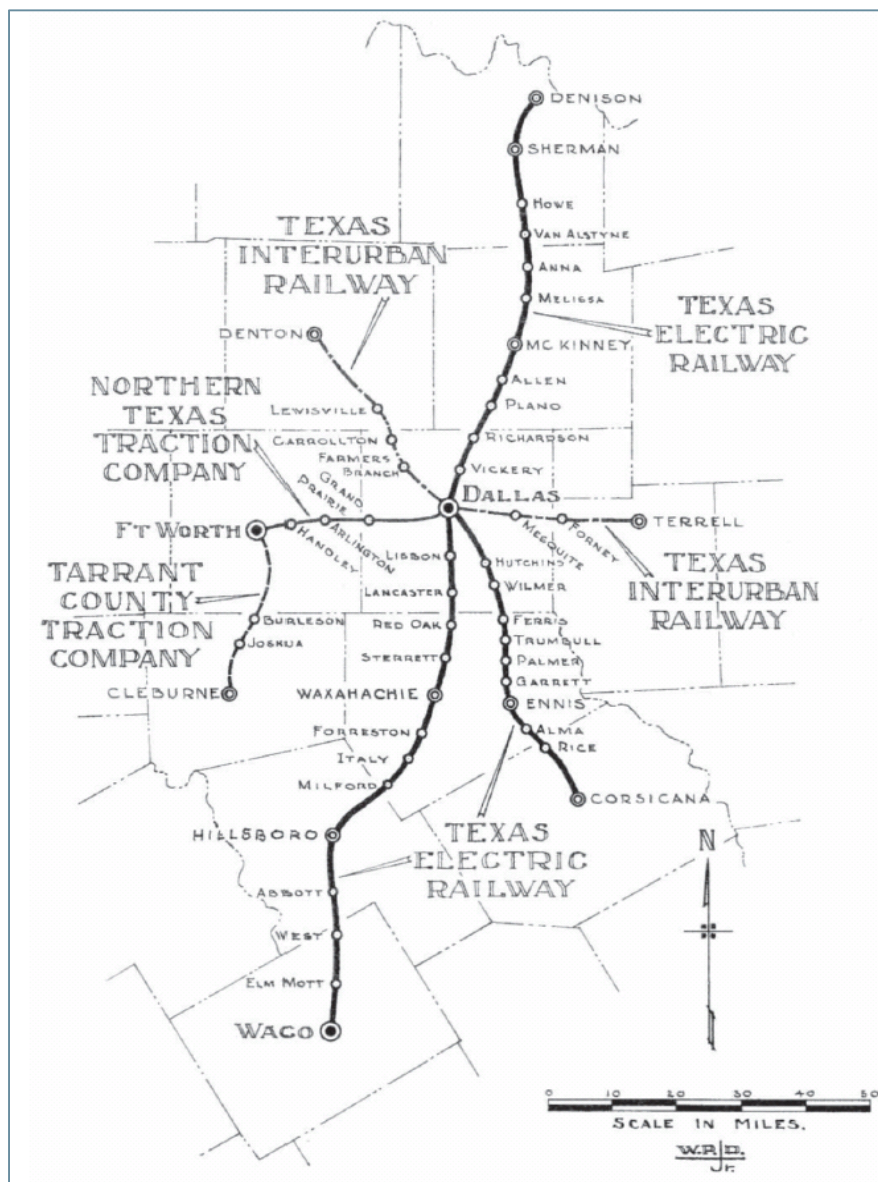 DENISON
SHERMAN
HOWE
VAN ALSTYNE
ANNA
MELISSA
TEXAS
INTERURBAN
RAILWAY
TEXAS
ELECTRIC
RAILWAY
DENTON
MCKINNEY
ALLEN
PLANO
NORTHERN
TEXAS
TRACTION
COMPANY
LEWISVILLE
CARROLLTON
FARMERS
BRANCH
RICHARDSON
VICKERY
DALLAS
GRAND
PRAIRIE
ARLINGTON
HANDLEY
FT WORTH
MESQUITE
FORNEY
TERRELL
TEXAS
INTERURBAN
RAILWAY
TARRANT
COUNTY
TRACTION
COMPANY
BURLESON
JOSHUA
CLEBURNE
LISBON
LANCASTER
RED OAK
STERRETT
WAXAHACHIE
FORRESTON
ITALY
MILFORD
HILLSBORO
ABBOTT
WEST
ELM MOTT
WACO
HUTCHINS
WILMER
FERRIS
TRUMBULL
PALMER
GARRETT
ENNIS
ALMA
RICE
CORSICANA
TEXAS
ELECTRIC
RAILWAY
N
0 10 20 30 40 50
SCALE IN MILES.
W.R.D.
Jr.